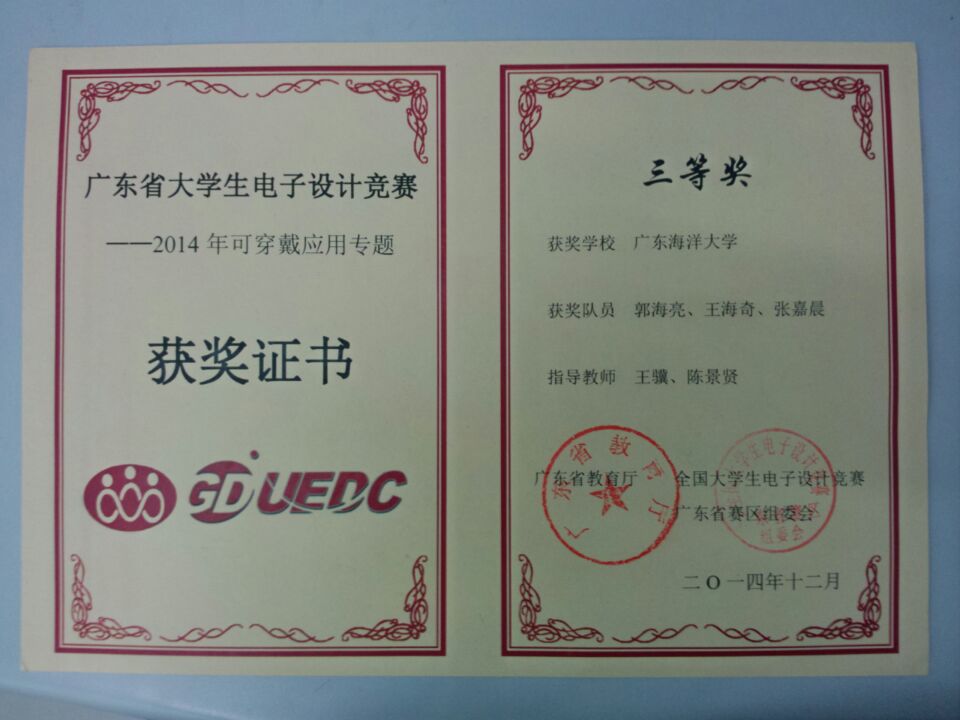 广东省大学生电子设计竞赛
——2014 年可穿戴应用专题
获奖证书
GDUEDC
三等奖
获奖学校 广东海洋大学
获奖队员 郭海亮、王海奇、张嘉晨
指导教师 王骥、陈景贤
广东省教育厅 全国大学生电子设计竞赛
广东省赛区组委会
广东省教育厅
组委会
二〇一四年十二月